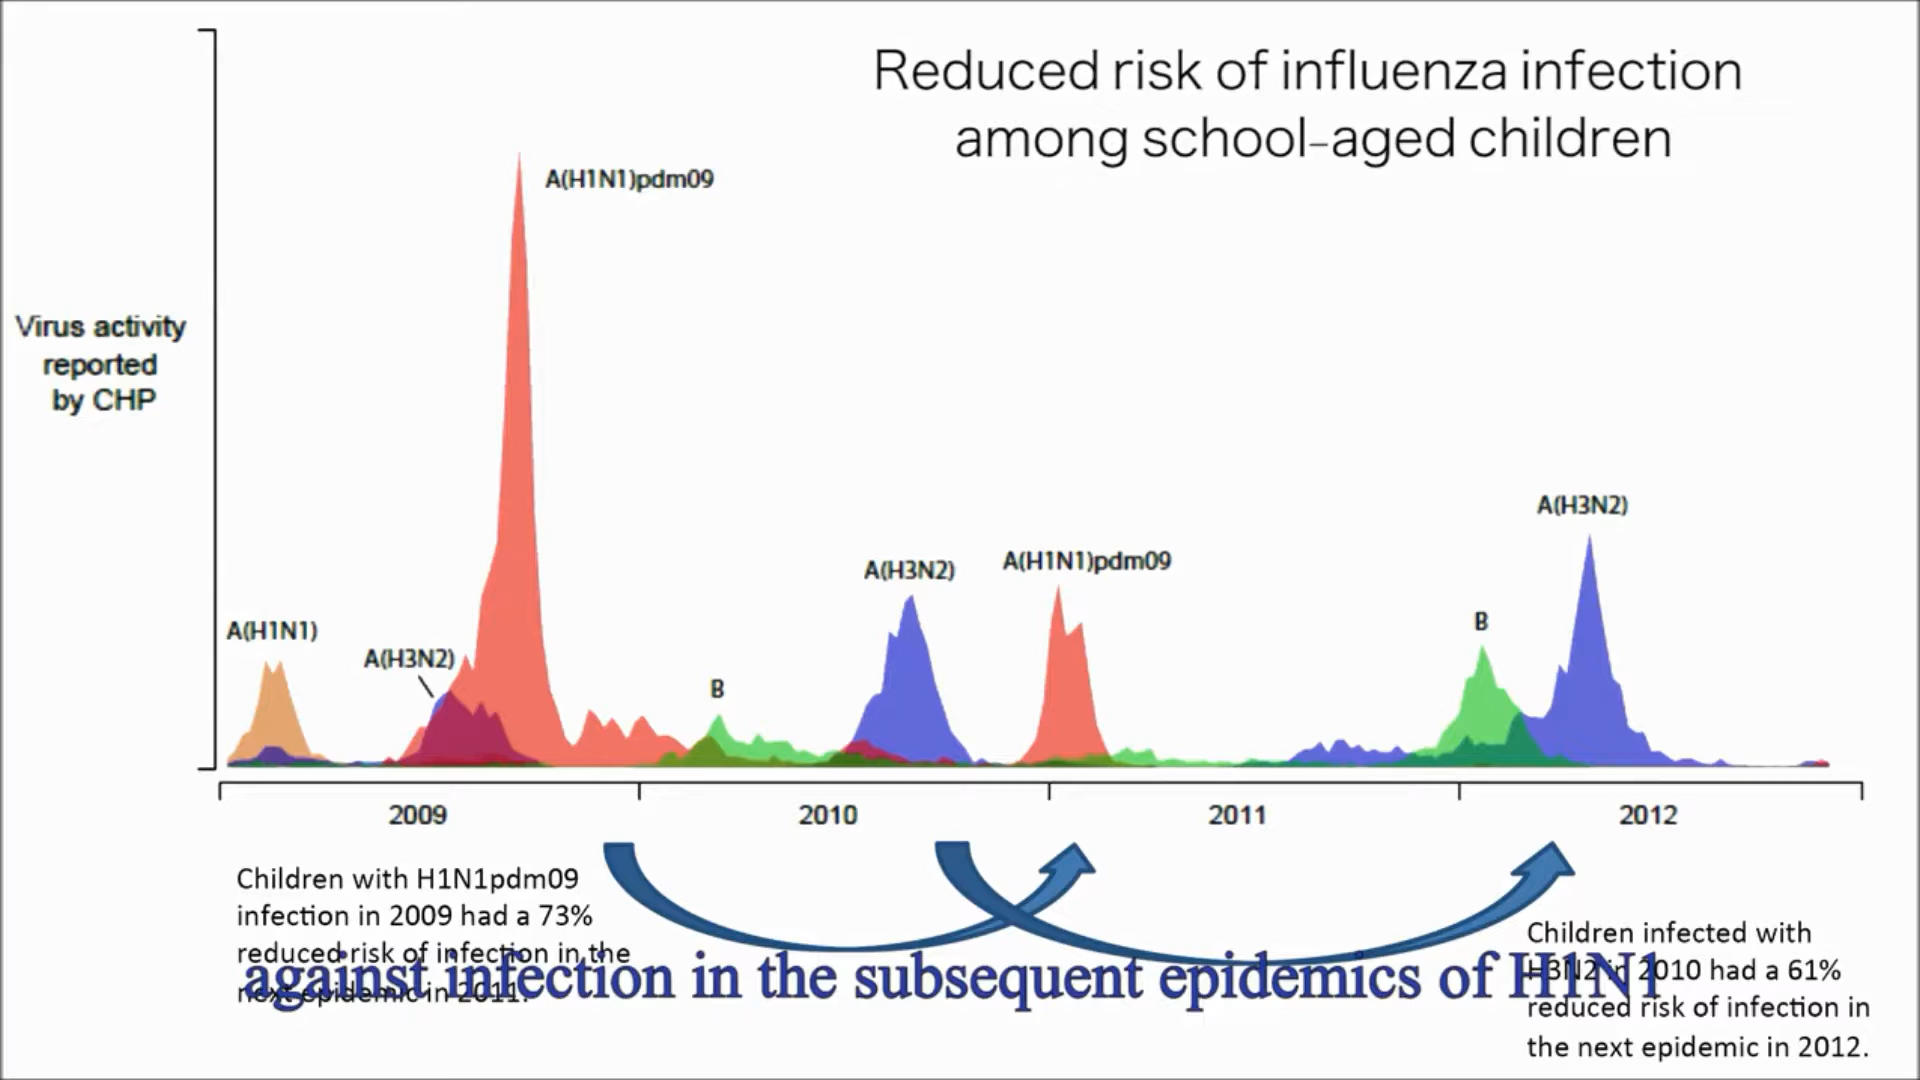 Reduced risk of influenza infection
among school-aged children
A(H1N1)pdm09
Virus activity
reported
by CHP
A(H3N2)
A(H1N1)pdm09
A(H3N2)
B
A(H1N1)
A(H3N2)
B
2009
2010
2011
2012
Children with H1N1pdm09
infection in 2009 had a 73%
reduced risk of infection in the
next epidemic in 2011.
Children infected with
H3N2 in 2010 had a 61%
reduced risk of infection in
the next epidemic in 2012.
against infection in the subsequent epidemics of H1N1